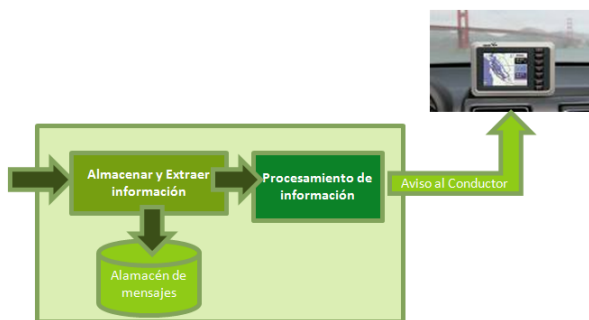 Almacenar y Extraer
información
Procesamiento de
información
Aviso al Conductor
Alamacén de
mensajes